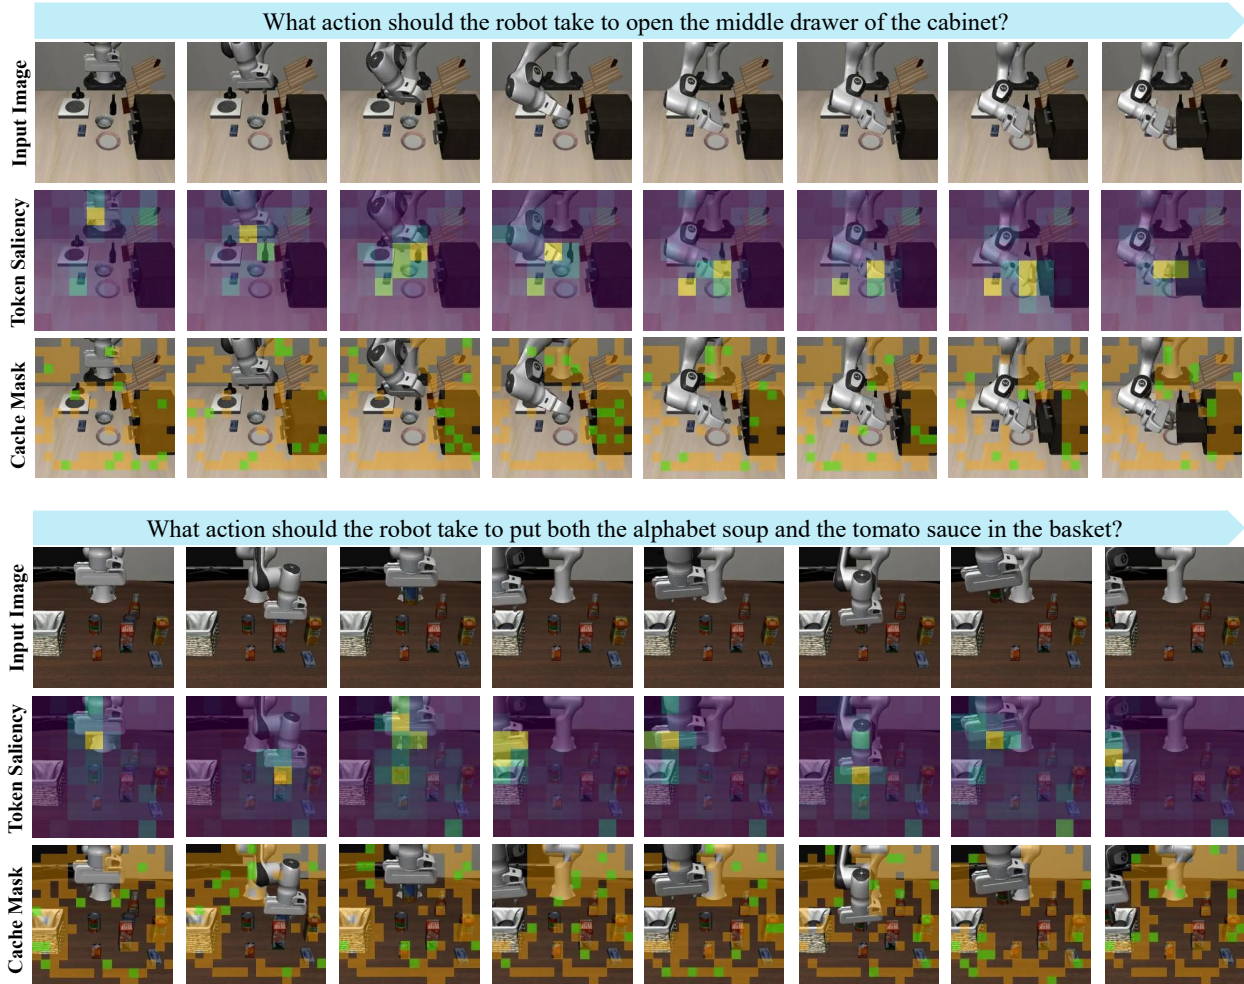 What action should the robot take to open the middle drawer of the cabinet?
Input Image
Token Saliency
Cache Mask
What action should the robot take to put both the alphabet soup and the tomato sauce in the basket?
Input Image
Token Saliency
Cache Mask